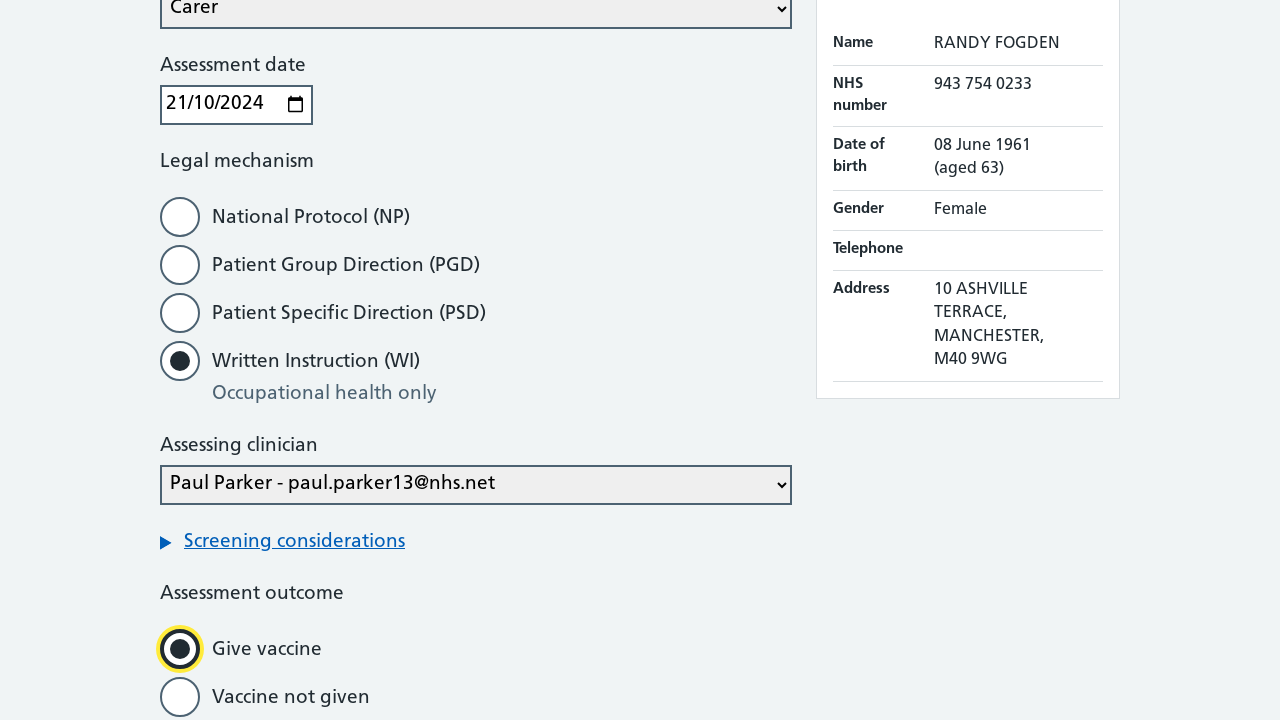 Carer
Assessment date
21/10/2024
Legal mechanism
National Protocol (NP)
Patient Group Direction (PGD)
Patient Specific Direction (PSD)
Written Instruction (WI)
Occupational health only
Assessing clinician
Paul Parker - paul.parker13@nhs.net
Screening considerations
Assessment outcome
Give vaccine
Vaccine not given
Name RANDY FOGDEN
NHS number 943 754 0233
Date of birth 08 June 1961
(aged 63)
Gender Female
Telephone
Address 10 ASHVILLE
TERRACE,
MANCHESTER,
M40 9WG